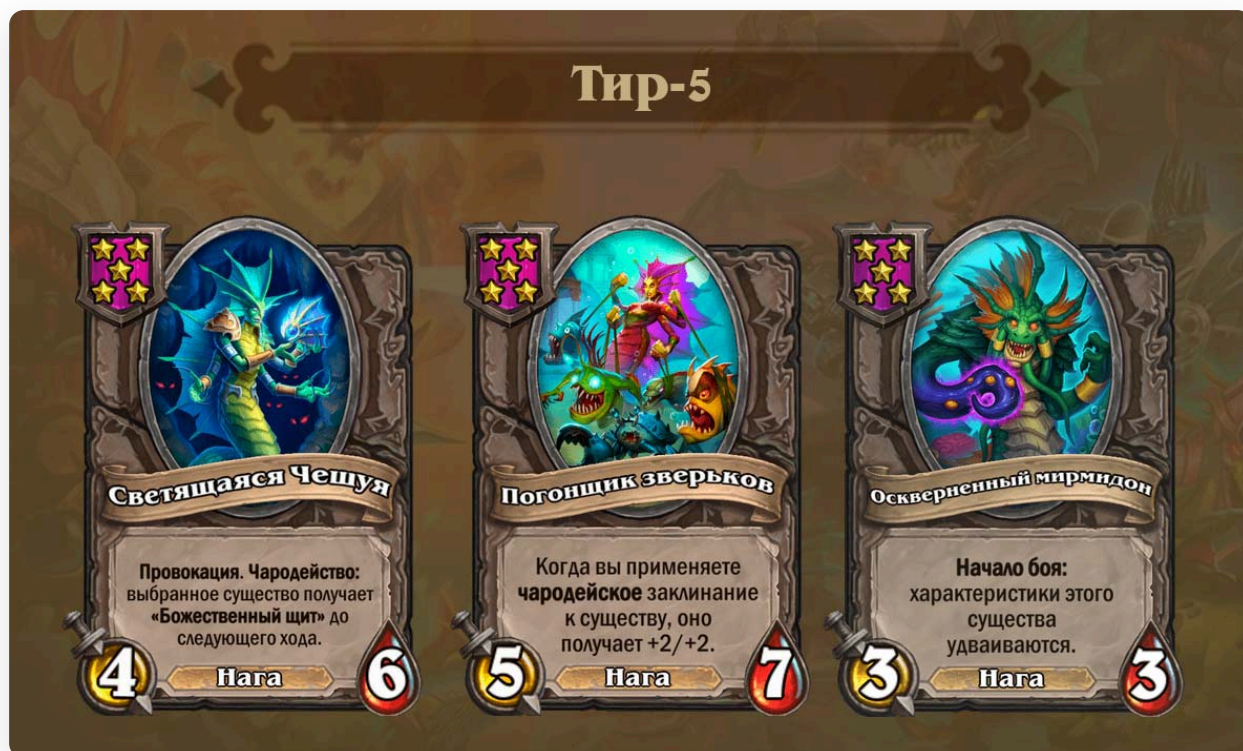 Тир-5
Светящаяся Чешуя
Провокация. Чародейство:
выбранное существо получает
«Божественный щит» до
следующего хода.
4
Нага
6
Погонщик зверьков
Когда вы применяете
чародейское заклинание
к существу, оно
получает +2/+2.
5
Нага
7
Оскверненный мирмидон
Начало боя:
характеристики этого
существа
удваиваются.
3
Нага
3